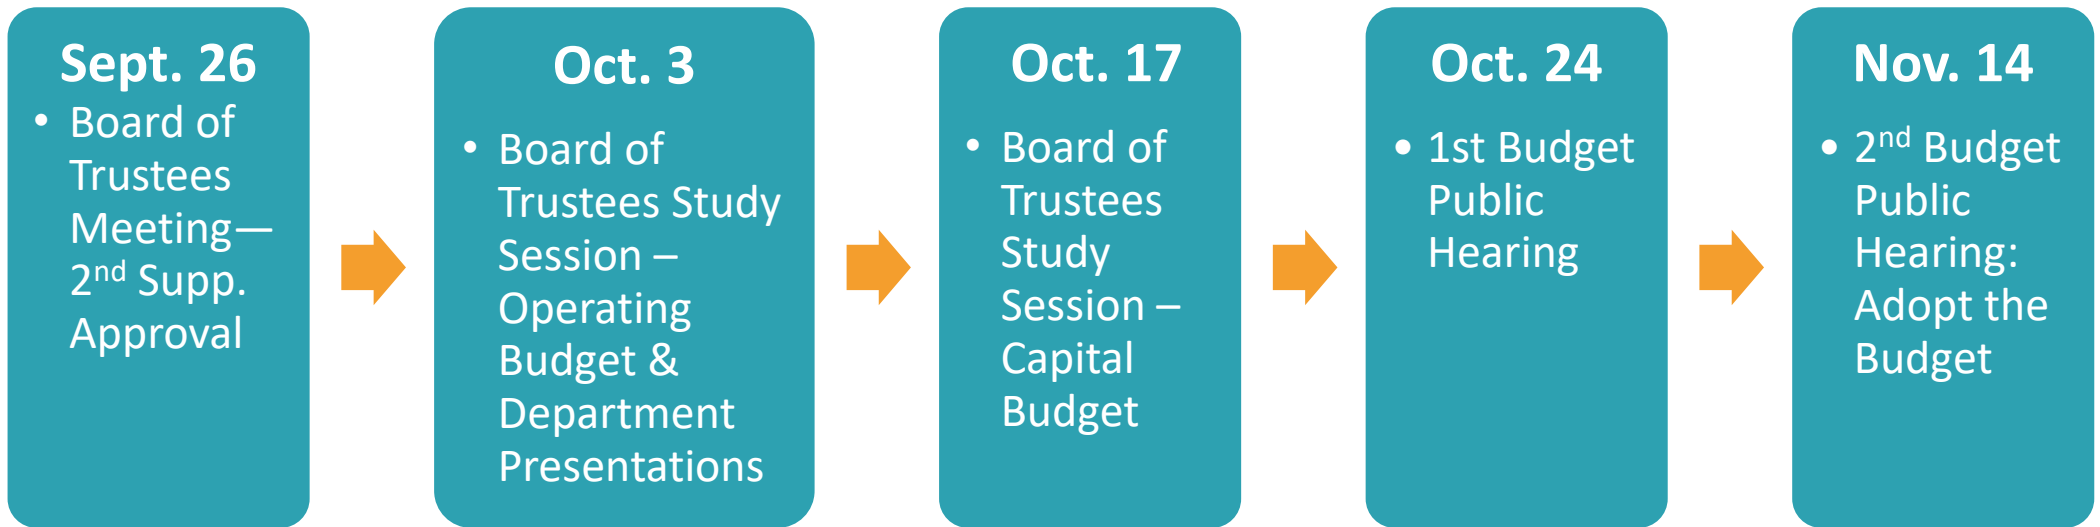 Sept. 26
• Board of
Trustees
Meeting—
2nd Supp.
Approval
Oct. 3
• Board of
Trustees Study
Session –
Operating
Budget &
Department
Presentations
Oct. 17
• Board of
Trustees
Study
Session –
Capital
Budget
Oct. 24
• 1st Budget
Public
Hearing
Nov. 14
• 2nd Budget
Public
Hearing:
Adopt the
Budget